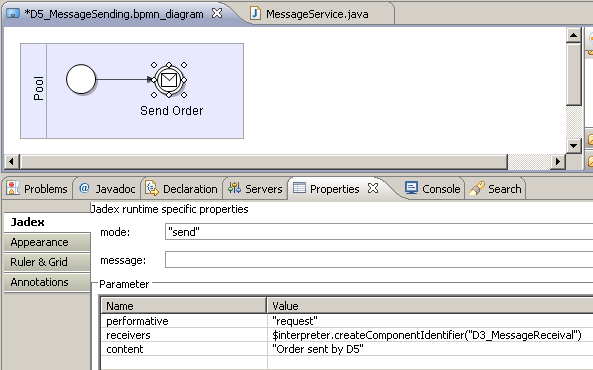 *D5_MessageSending.bpmn_diagram MessageService.java
Pool
Send Order
Problems Javadoc Declaration Servers Properties Console Search
Jadex
Appearance
Ruler & Grid
Annotations
Jadex runtime specific properties
mode: "send"
message:
Parameter
Name Value
performative "request"
receivers $interpreter.createComponentIdentifier("D3_MessageReceival")
content "Order sent by D5"